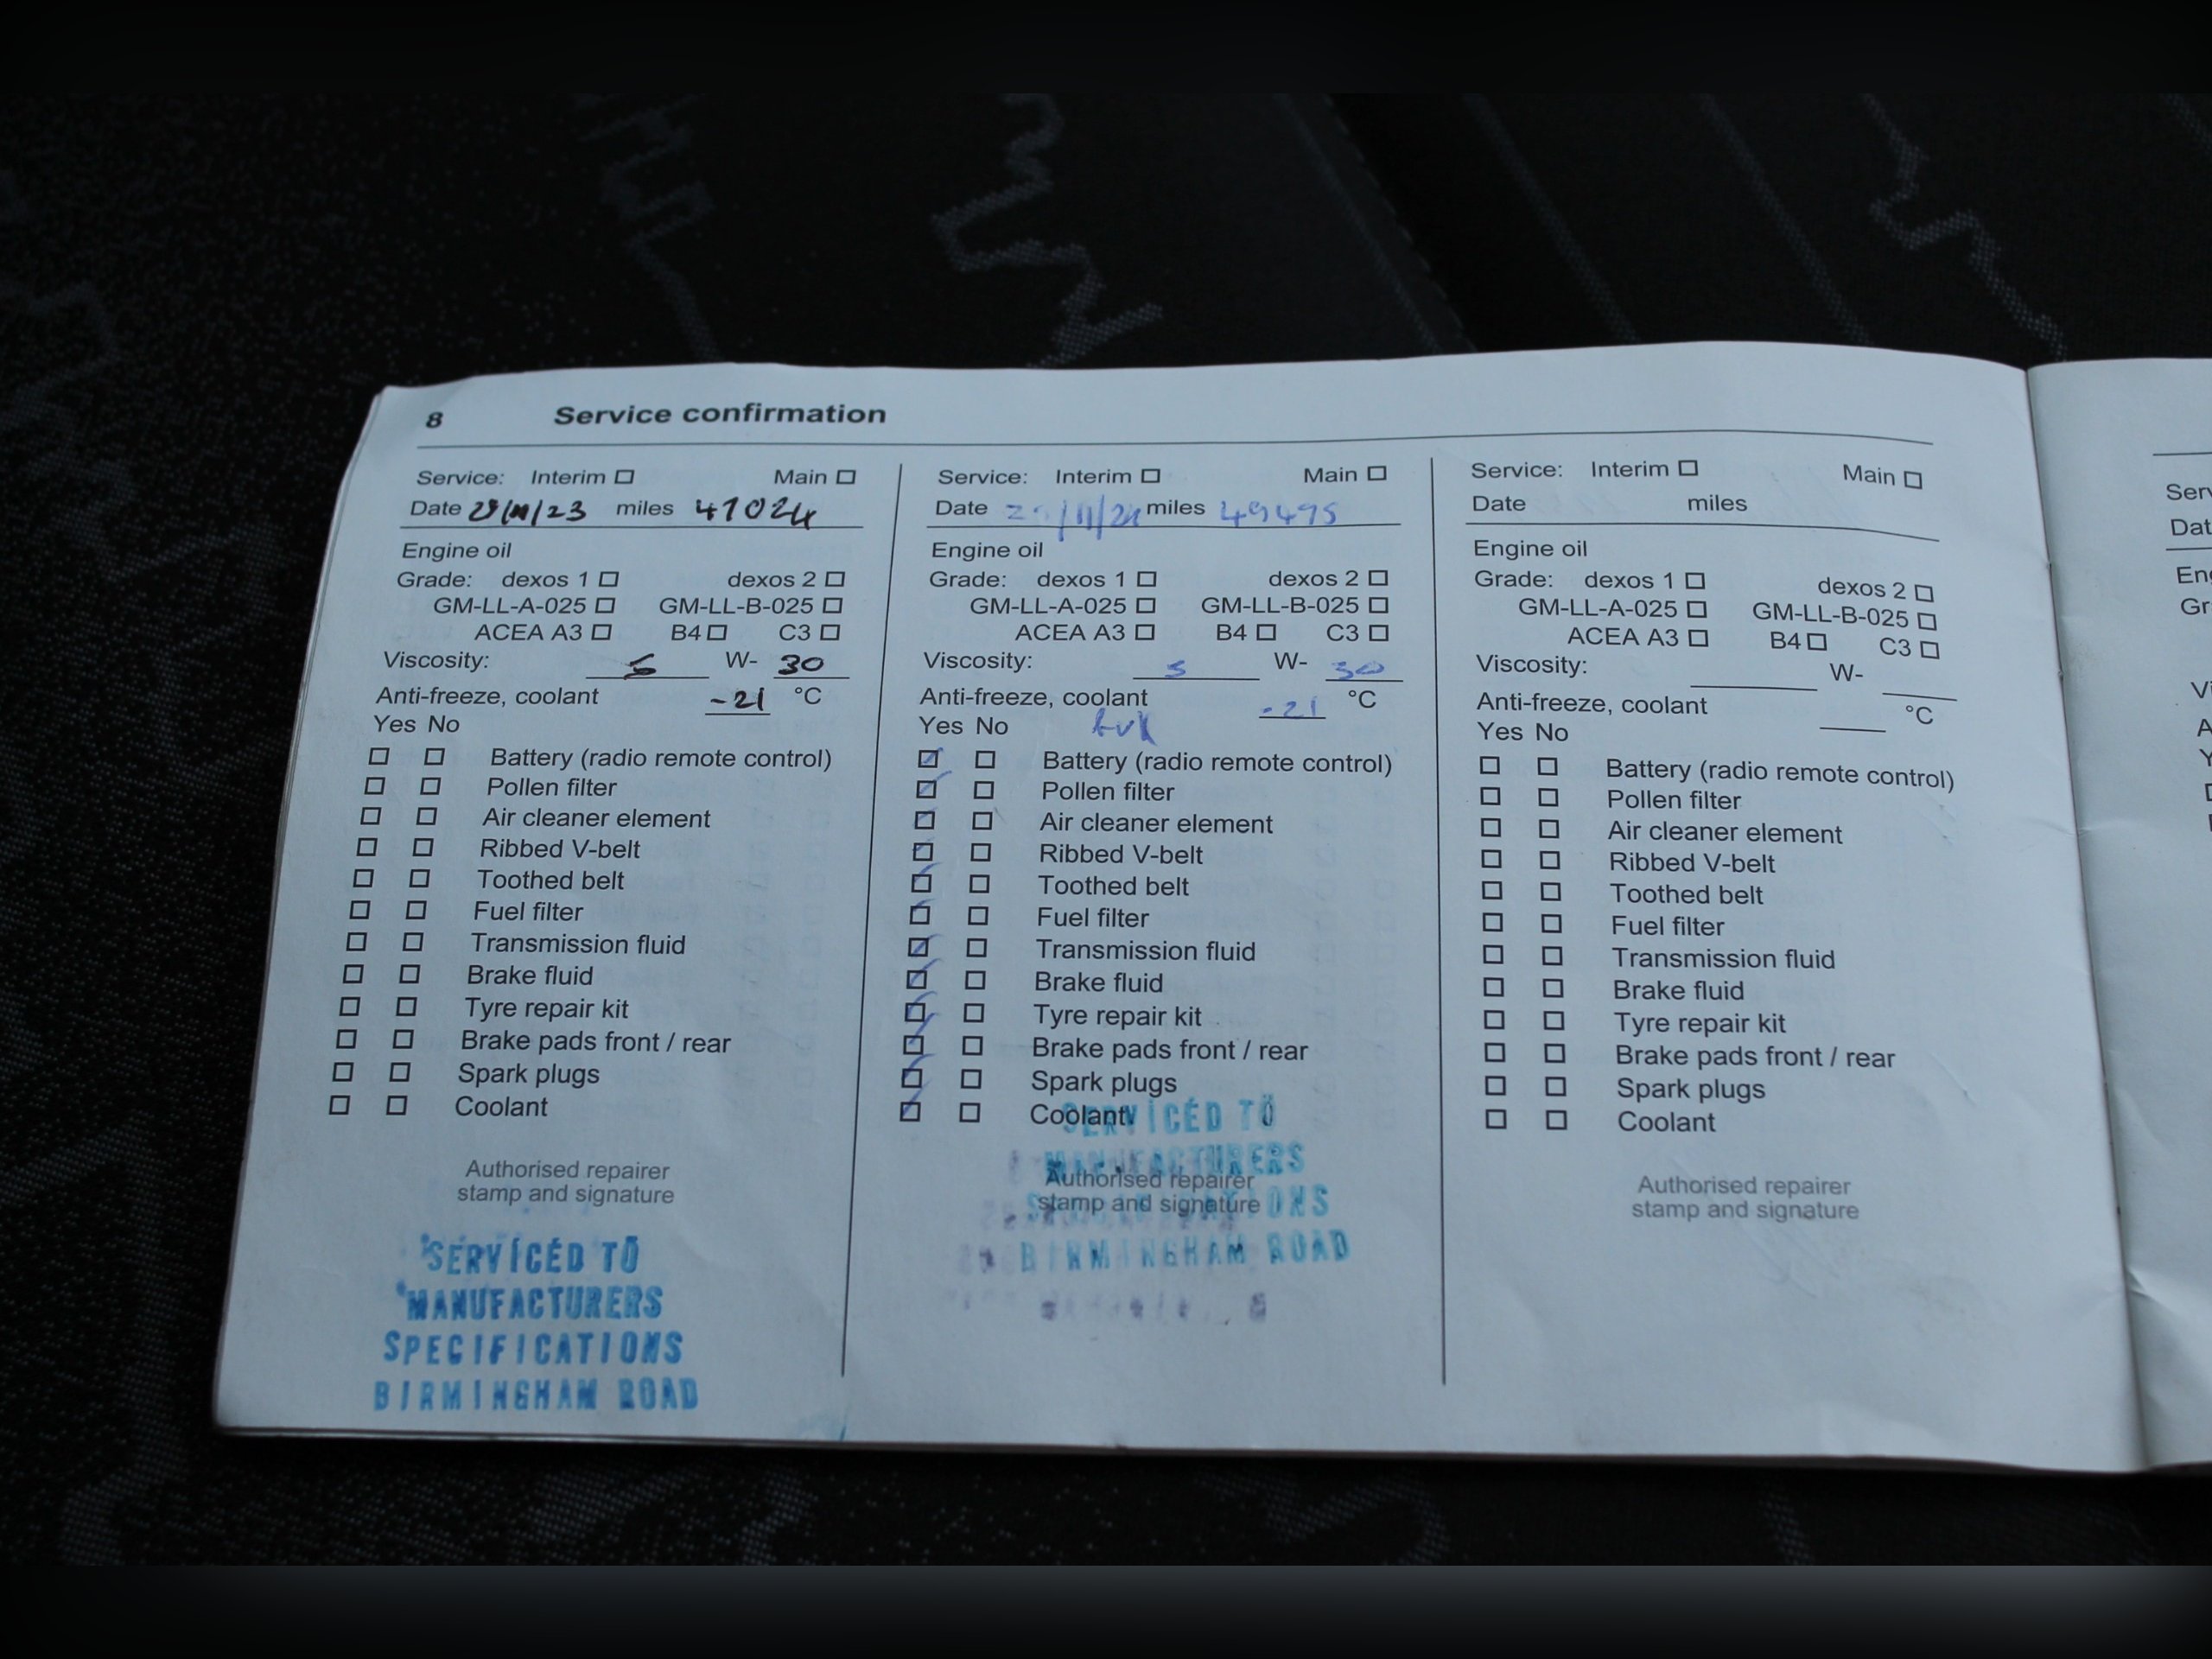 8 Service confirmation
Service: Interim Main
Date miles 41024
Engine oil
Grade: dexos 1 dexos 2
GM-LL-A-025 GM-LL-B-025
ACEA A3 B4 C3
Viscosity: 5 W- 30
Anti-freeze, coolant -21 °C
Yes No
Battery (radio remote control)
Pollen filter
Air cleaner element
Ribbed V-belt
Toothed belt
Fuel filter
Transmission fluid
Brake fluid
Tyre repair kit
Brake pads front / rear
Spark plugs
Coolant
Authorised repairer
stamp and signature
SERVICED TO
MANUFACTURERS
SPECIFICATIONS
BIRMINGHAM ROAD
Service: Interim Main
Date miles 49475
Engine oil
Grade: dexos 1 dexos 2
GM-LL-A-025 GM-LL-B-025
ACEA A3 B4 C3
Viscosity: 5 W- 30
Anti-freeze, coolant -21 °C
Yes No
Battery (radio remote control)
Pollen filter
Air cleaner element
Ribbed V-belt
Toothed belt
Fuel filter
Transmission fluid
Brake fluid
Tyre repair kit
Brake pads front / rear
Spark plugs
Coolant
SERVICED TO
MANUFACTURERS
Authorised repairer
stamp and signature
SPECIFICATIONS
BIRMINGHAM ROAD
Service: Interim Main
Date miles
Engine oil
Grade: dexos 1 dexos 2
GM-LL-A-025 GM-LL-B-025
ACEA A3 B4 C3
Viscosity: W-
Anti-freeze, coolant °C
Yes No
Battery (radio remote control)
Pollen filter
Air cleaner element
Ribbed V-belt
Toothed belt
Fuel filter
Transmission fluid
Brake fluid
Tyre repair kit
Brake pads front / rear
Spark plugs
Coolant
Authorised repairer
stamp and signature